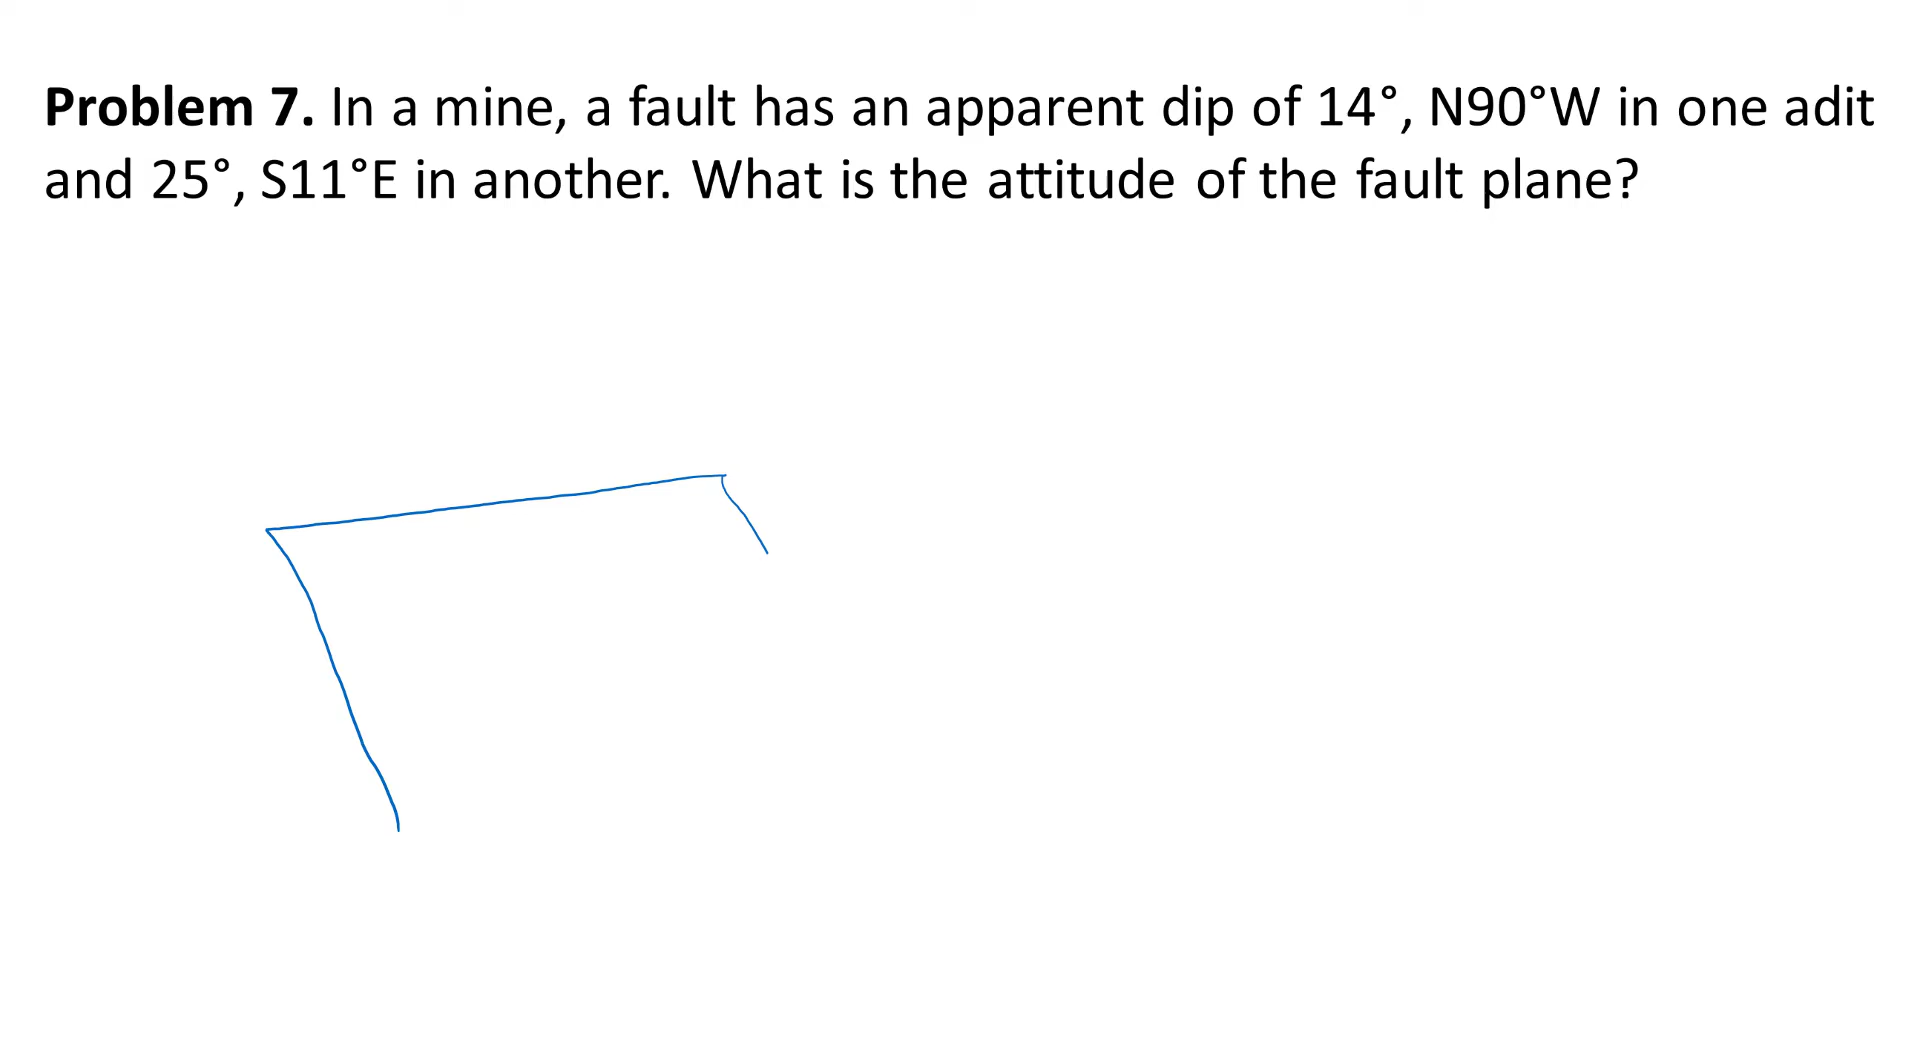 Problem 7. In a mine, a fault has an apparent dip of 14°, N90°W in one adit
and 25°, S11°E in another. What is the attitude of the fault plane?